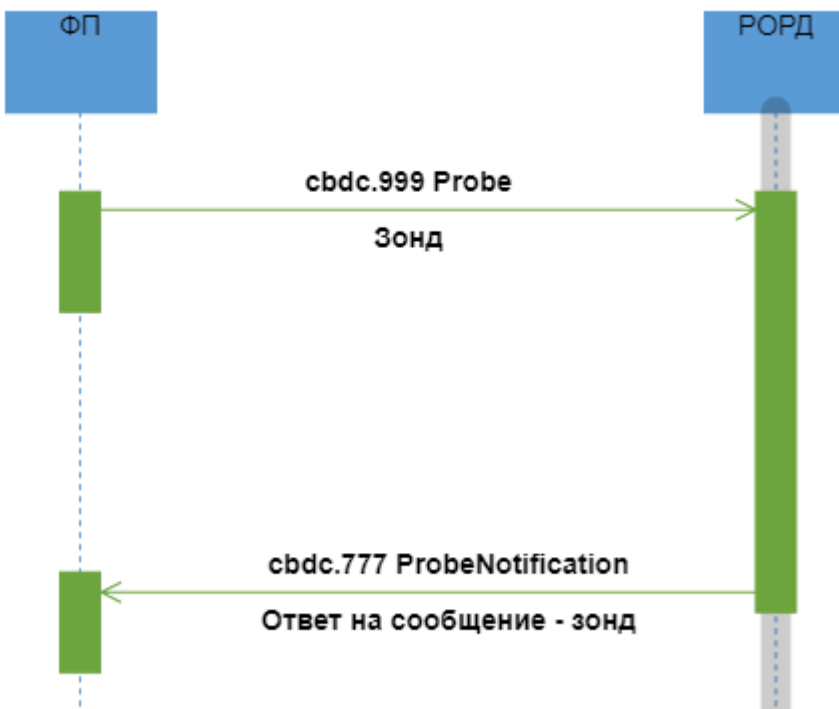 ФП
РОРД
cbdc.999 Probe
Зонд
cbdc.777 ProbeNotification
Ответ на сообщение - зонд